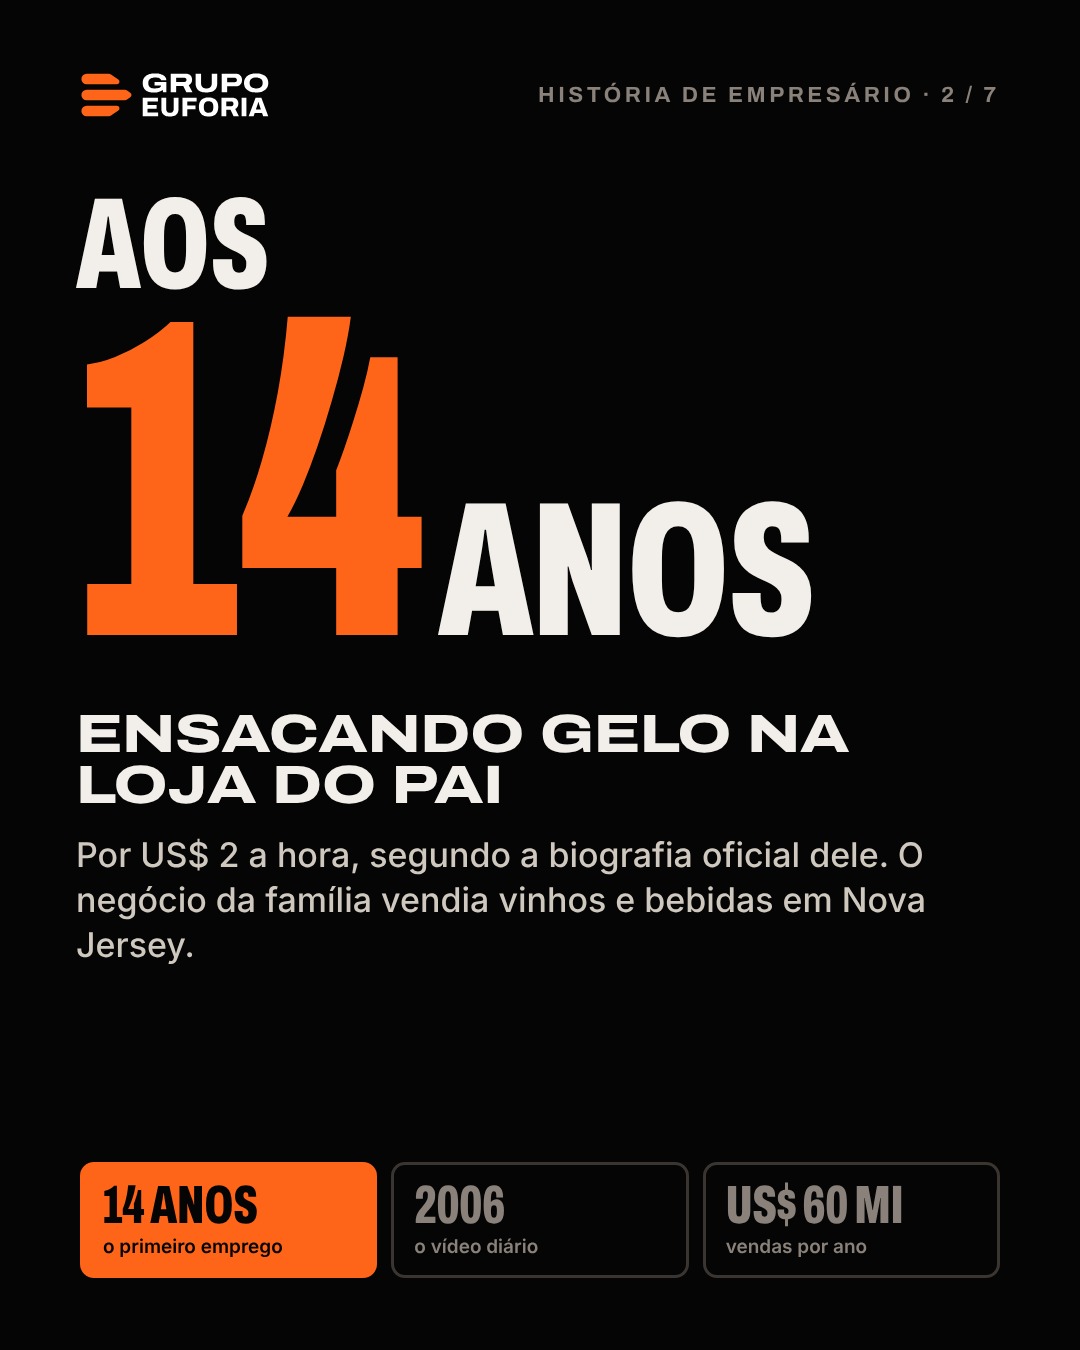 GRUPO
EUFORIA
HISTÓRIA DE EMPRESÁRIO · 2 / 7
AOS
14 ANOS
ENSACANDO GELO NA
LOJA DO PAI
Por US$ 2 a hora, segundo a biografia oficial dele. O
negócio da família vendia vinhos e bebidas em Nova
Jersey.
14 ANOS
o primeiro emprego
2006
o vídeo diário
US$ 60 MI
vendas por ano